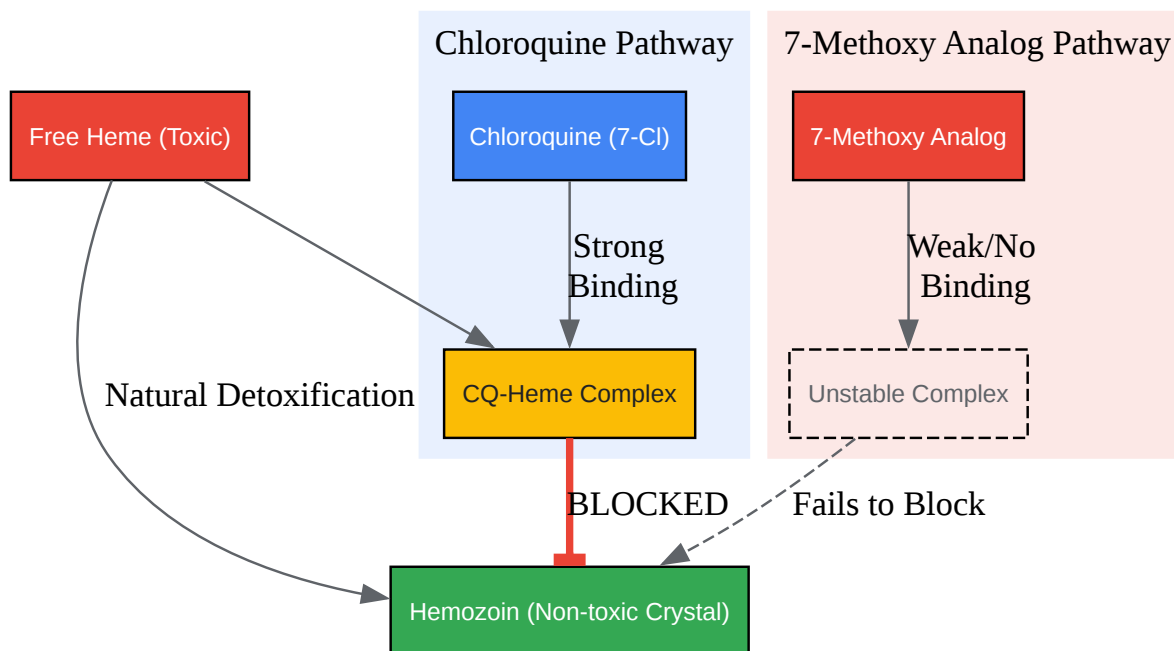 Chloroquine Pathway
7-Methoxy Analog Pathway
Free Heme (Toxic)
Chloroquine (7-Cl)
7-Methoxy Analog
Strong
Binding
Weak/No
Binding
Natural Detoxification
CQ-Heme Complex
Unstable Complex
BLOCKED
Fails to Block
Hemozoin (Non-toxic Crystal)